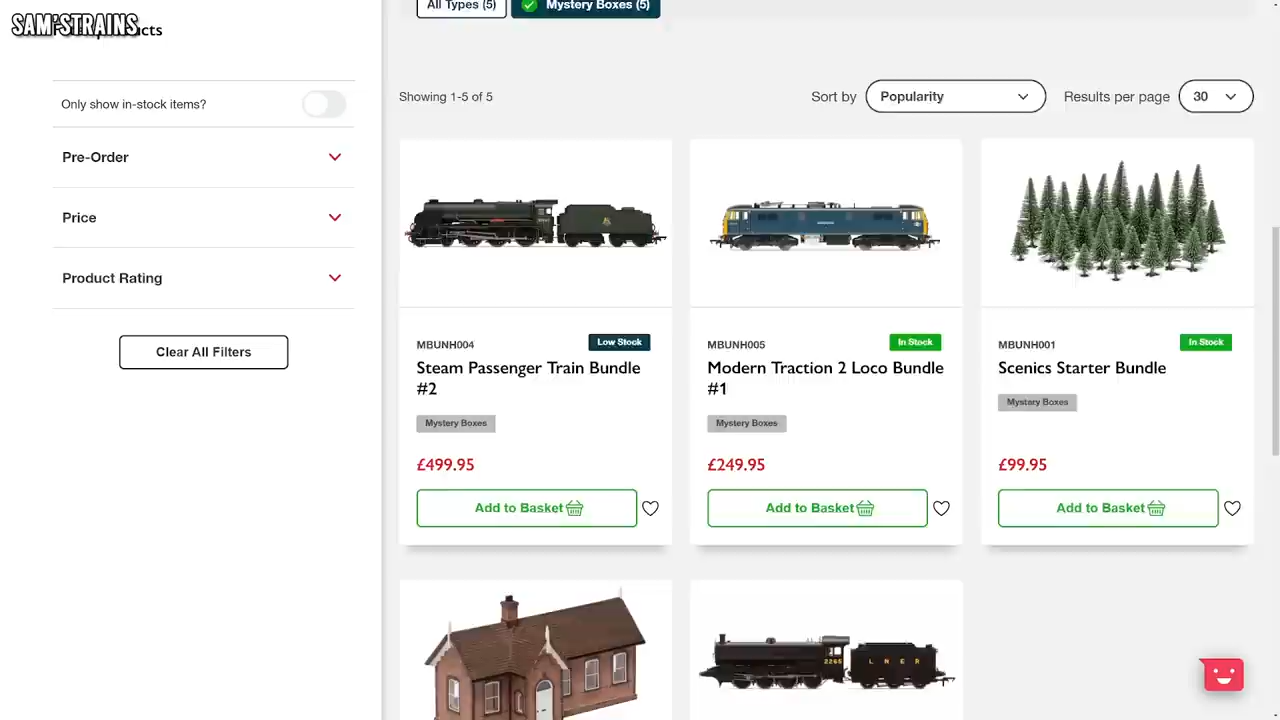 SAM'STRAINS
cts
All Types (5)
Mystery Boxes (5)
Only show in-stock items?
Pre-Order
Price
Product Rating
Clear All Filters
Showing 1-5 of 5
Sort by
Popularity
Results per page
30
MBUNH004
Low Stock
Steam Passenger Train Bundle
#2
Mystery Boxes
£499.95
Add to Basket
MBUNH005
In Stock
Modern Traction 2 Loco Bundle
#1
Mystery Boxes
£249.95
Add to Basket
MBUNH001
In Stock
Scenics Starter Bundle
Mystery Boxes
£99.95
Add to Basket
2265
L N E R